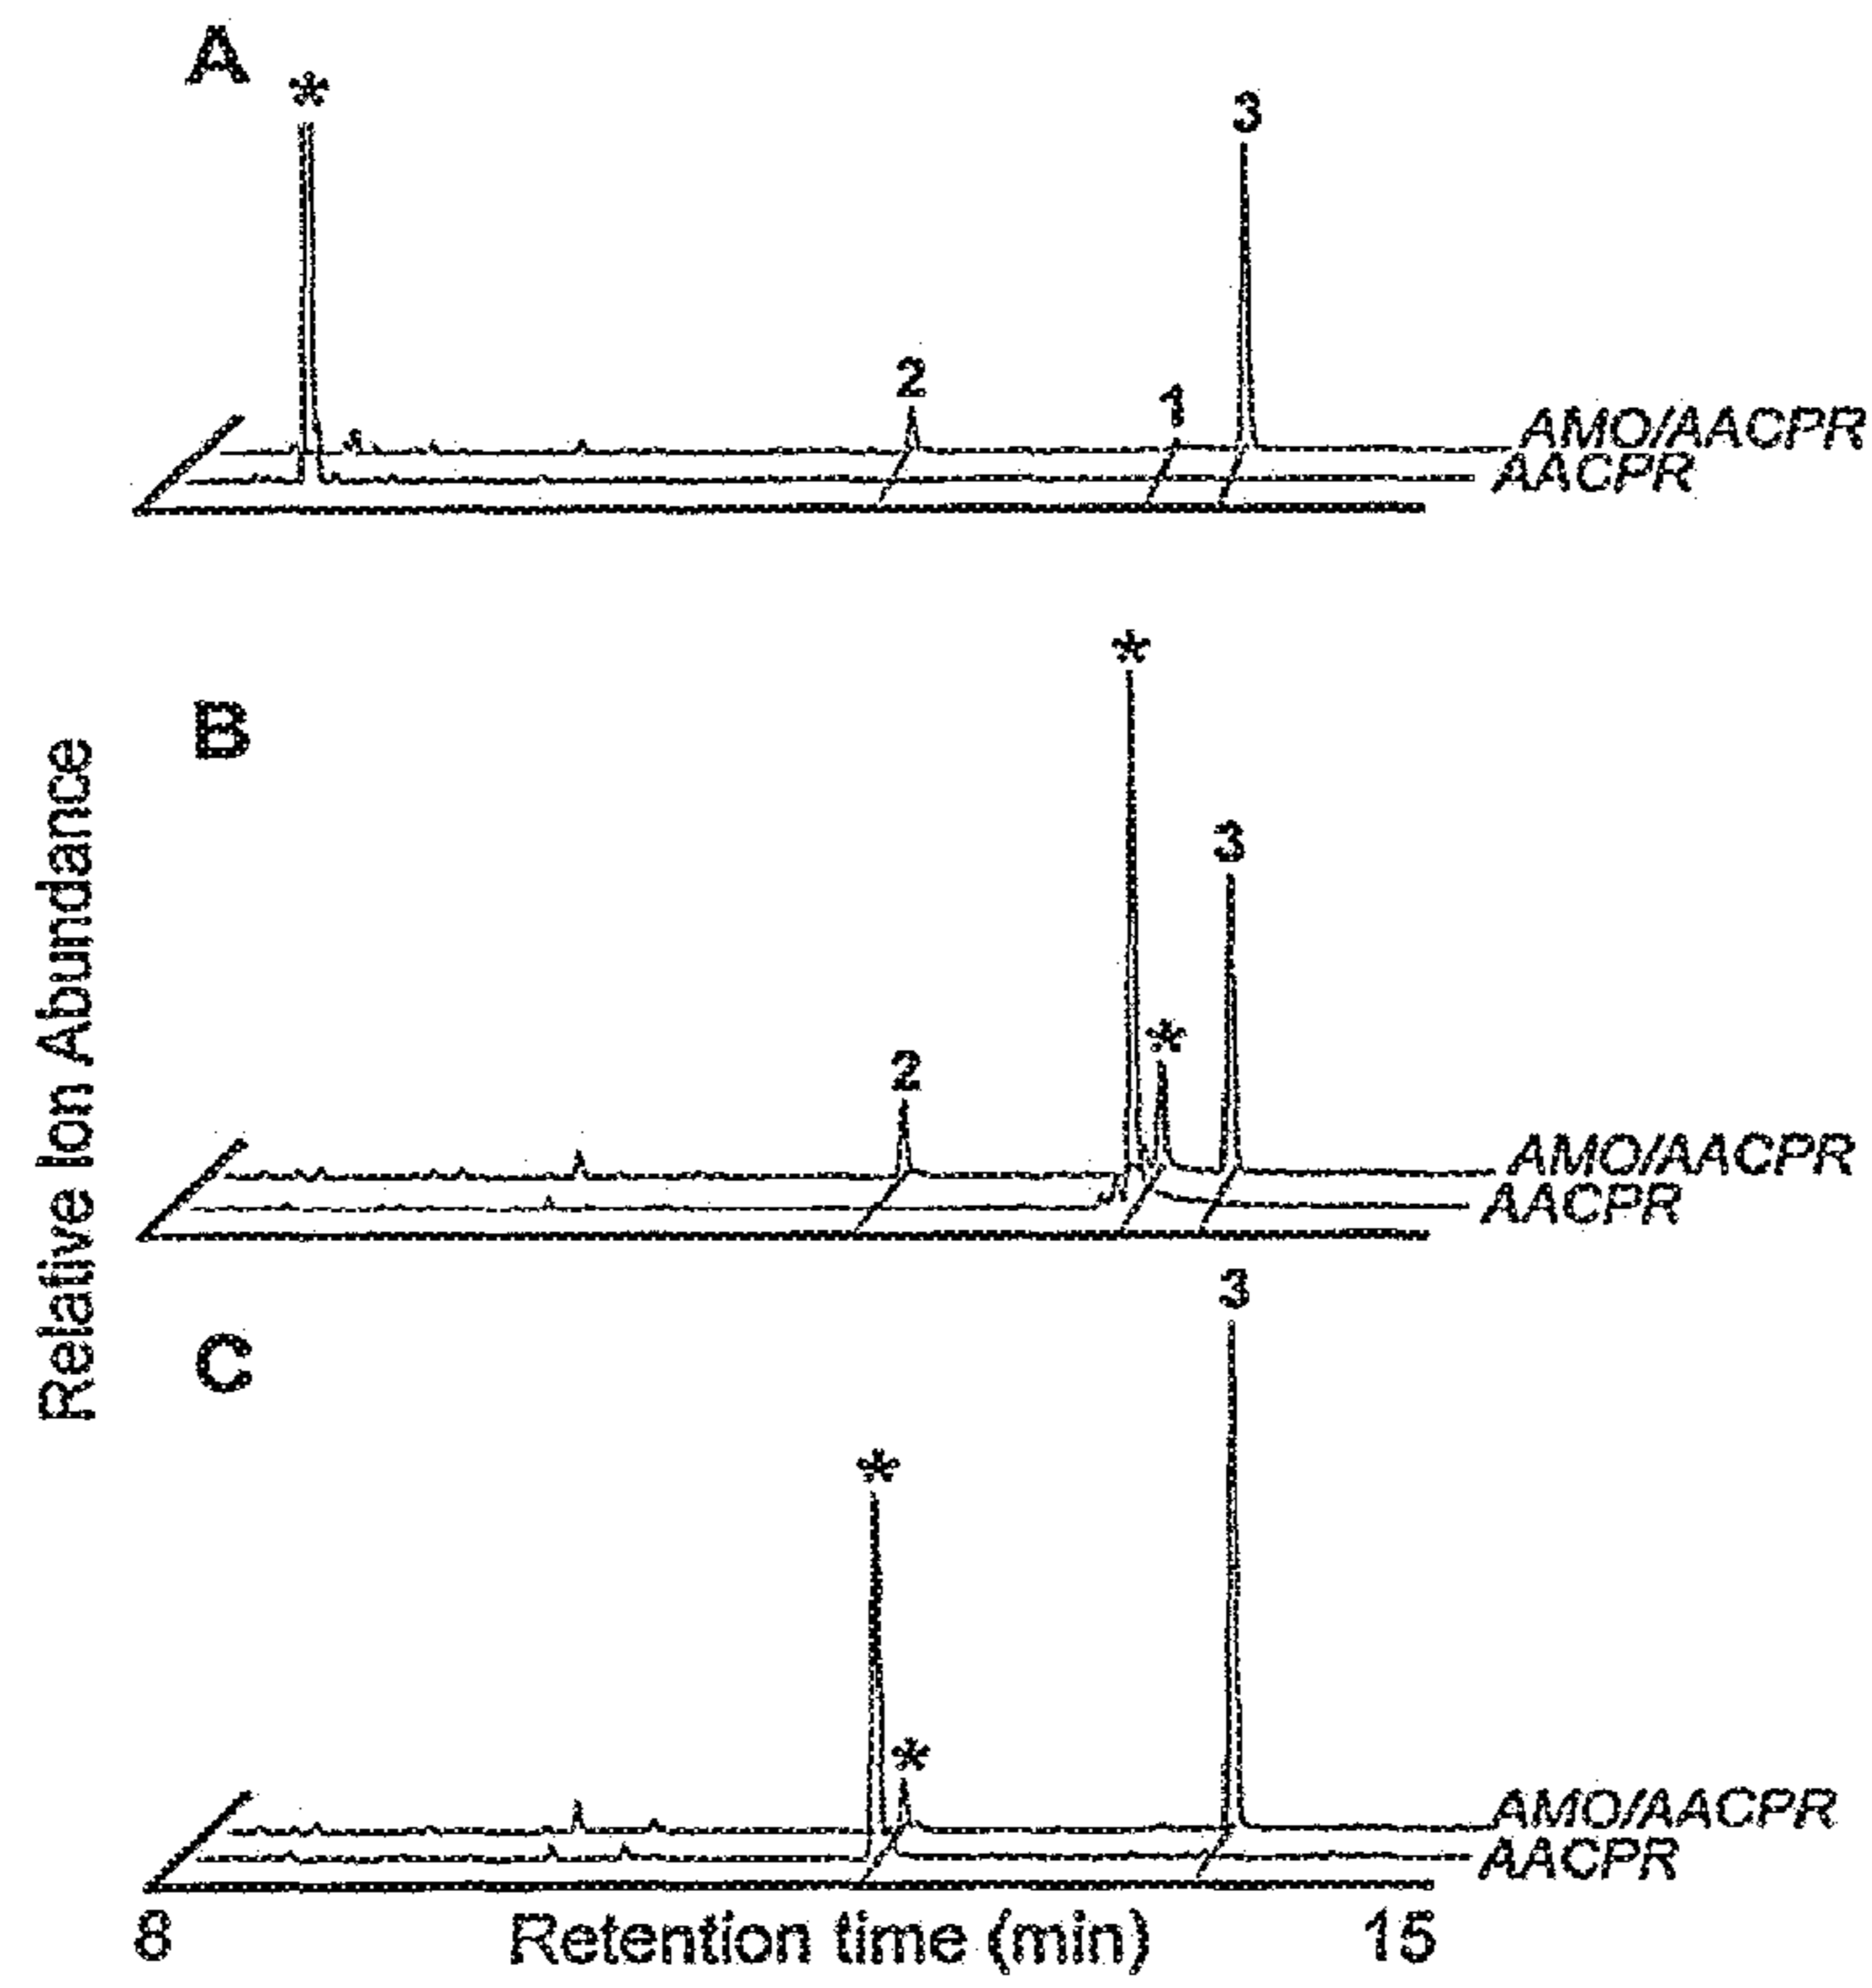 A
*
3
2
1
AMO/AACPR
AACPR
*
B
3
*
2
AMO/AACPR
AACPR
3
C
*
*
AMO/AACPR
AACPR
Relative Ion Abundance
8 Retention time (min) 15